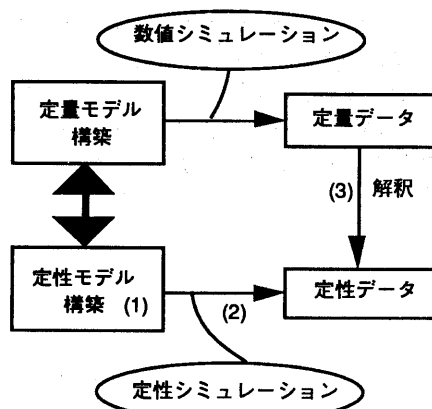 数値シミュレーション
定量モデル
構築
定量データ
(3) 解釈
定性モデル
構築 (1)
(2)
定性データ
定性シミュレーション